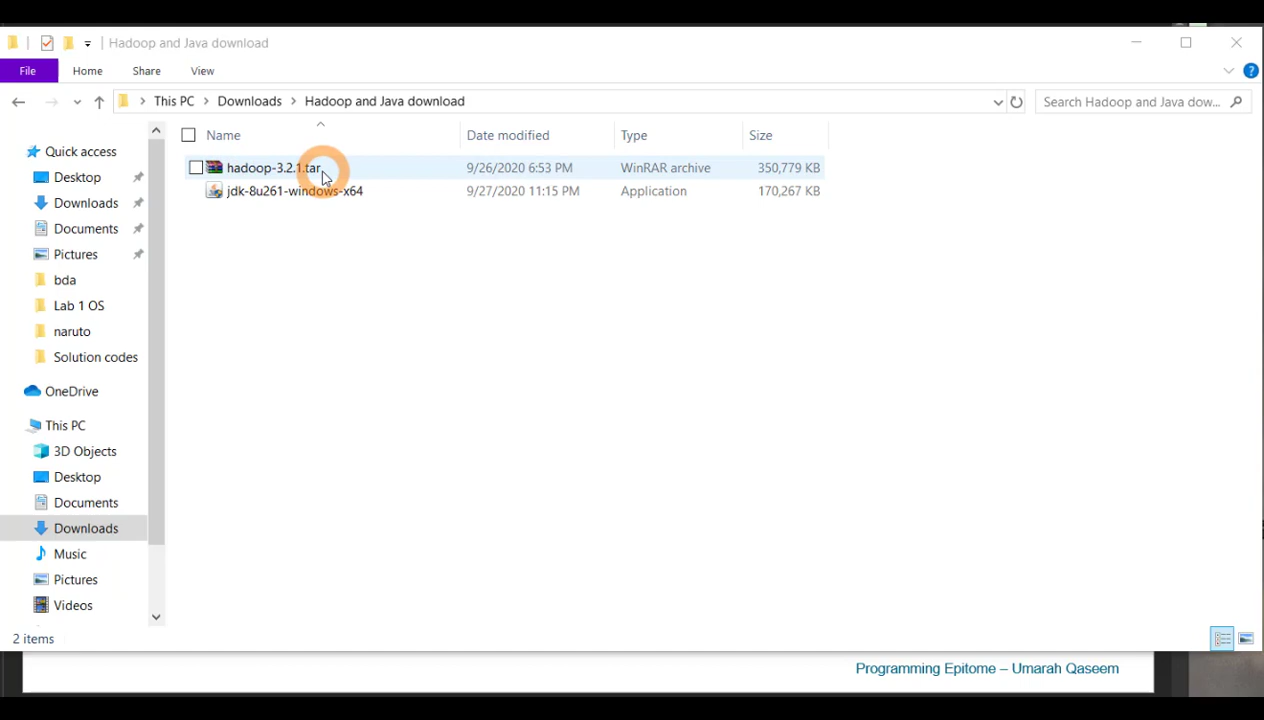 Hadoop and Java download
File Home Share View
This PC Downloads Hadoop and Java download Search Hadoop and Java dow...
Name Date modified Type Size
hadoop-3.2.1.tar 9/26/2020 6:53 PM WinRAR archive 350,779 KB
jdk-8u261-windows-x64 9/27/2020 11:15 PM Application 170,267 KB
Quick access
Desktop
Downloads
Documents
Pictures
bda
Lab 1 OS
naruto
Solution codes
OneDrive
This PC
3D Objects
Desktop
Documents
Downloads
Music
Pictures
Videos
2 items
Programming Epitome – Umarah Qaseem